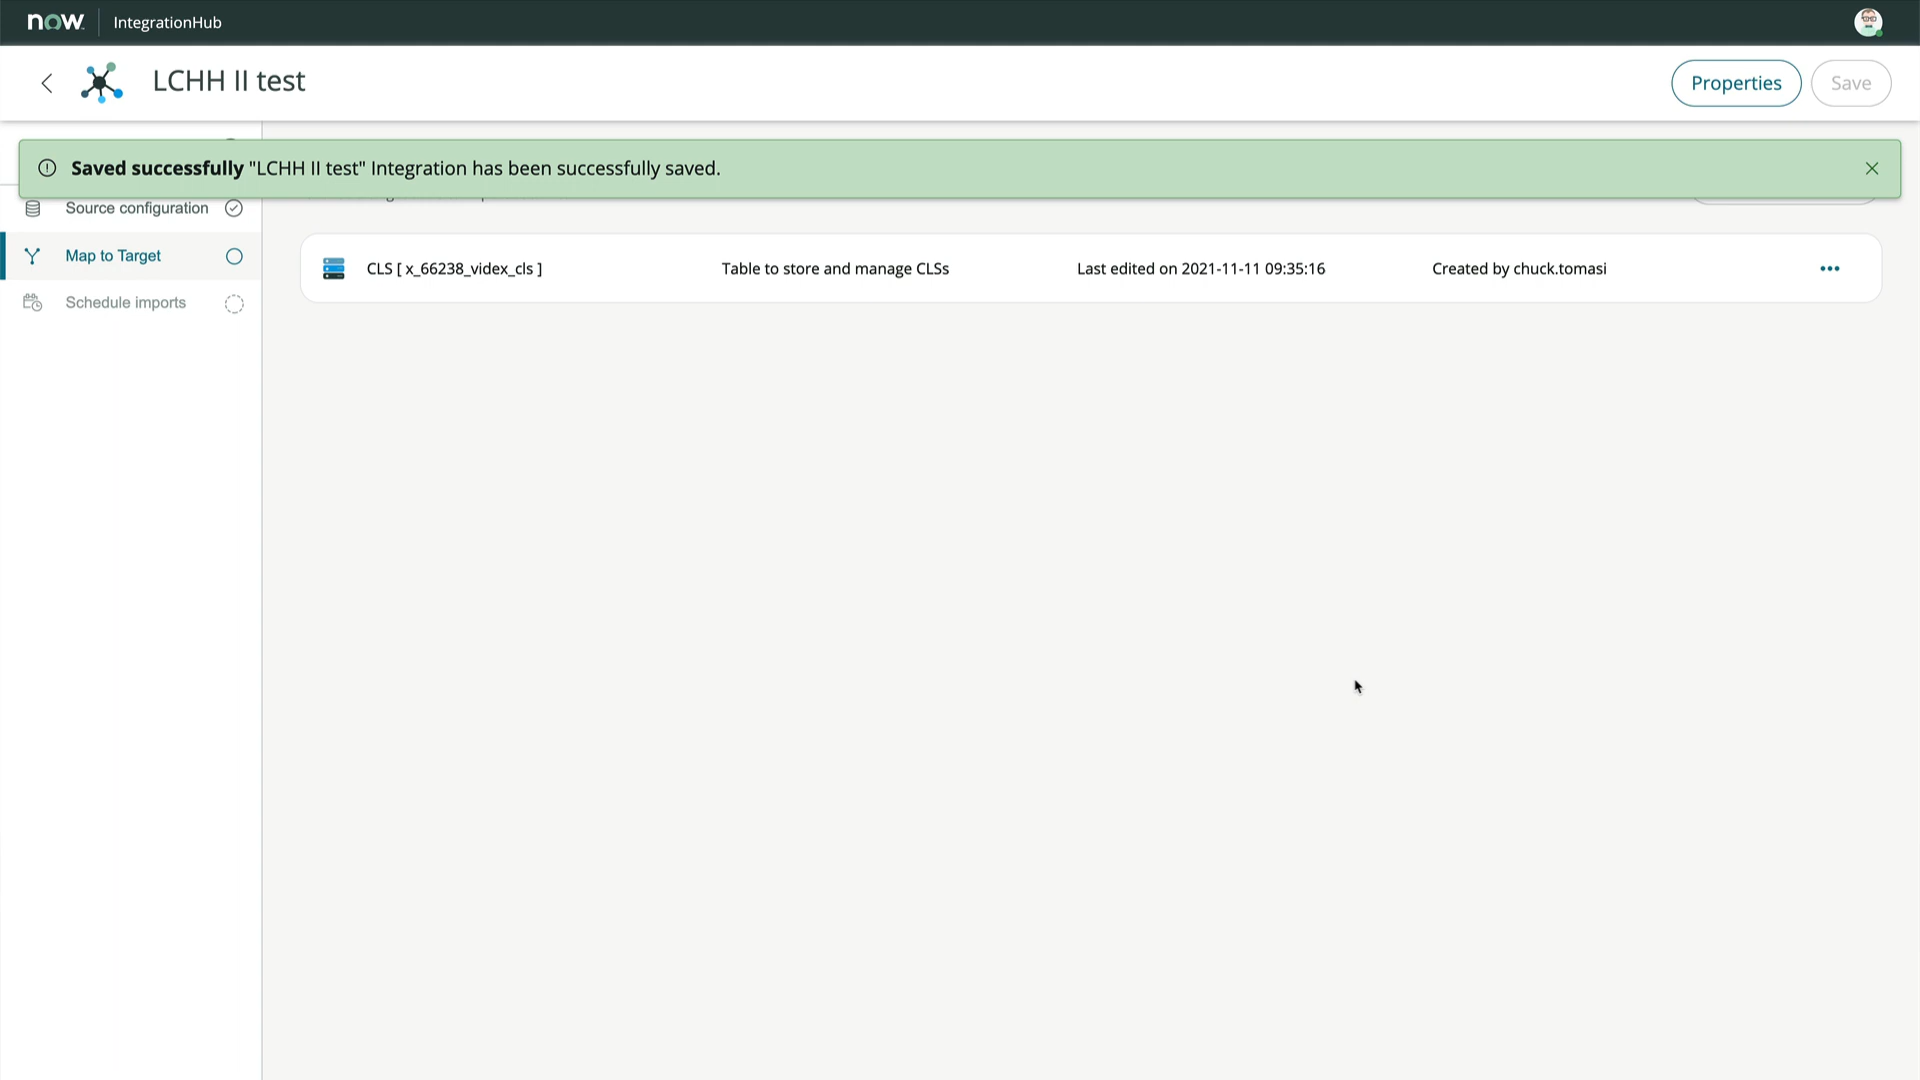 now IntegrationHub
LCHH II test
Properties
Save
Saved successfully "LCHH II test" Integration has been successfully saved.
Source configuration
Map to Target
Schedule imports
CLS [ x_66238_videx_cls ] Table to store and manage CLSs Last edited on 2021-11-11 09:35:16 Created by chuck.tomasi